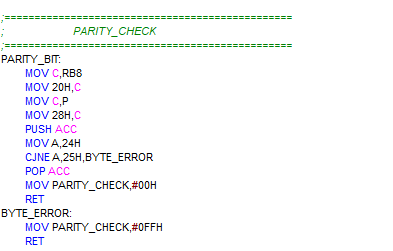 ;================================================
; PARITY_CHECK
;================================================
PARITY_BIT:
MOV C,RB8
MOV 20H,C
MOV C,P
MOV 28H,C
PUSH ACC
MOV A,24H
CJNE A,25H,BYTE_ERROR
POP ACC
MOV PARITY_CHECK,#00H
RET
BYTE_ERROR:
MOV PARITY_CHECK,#0FFH
RET